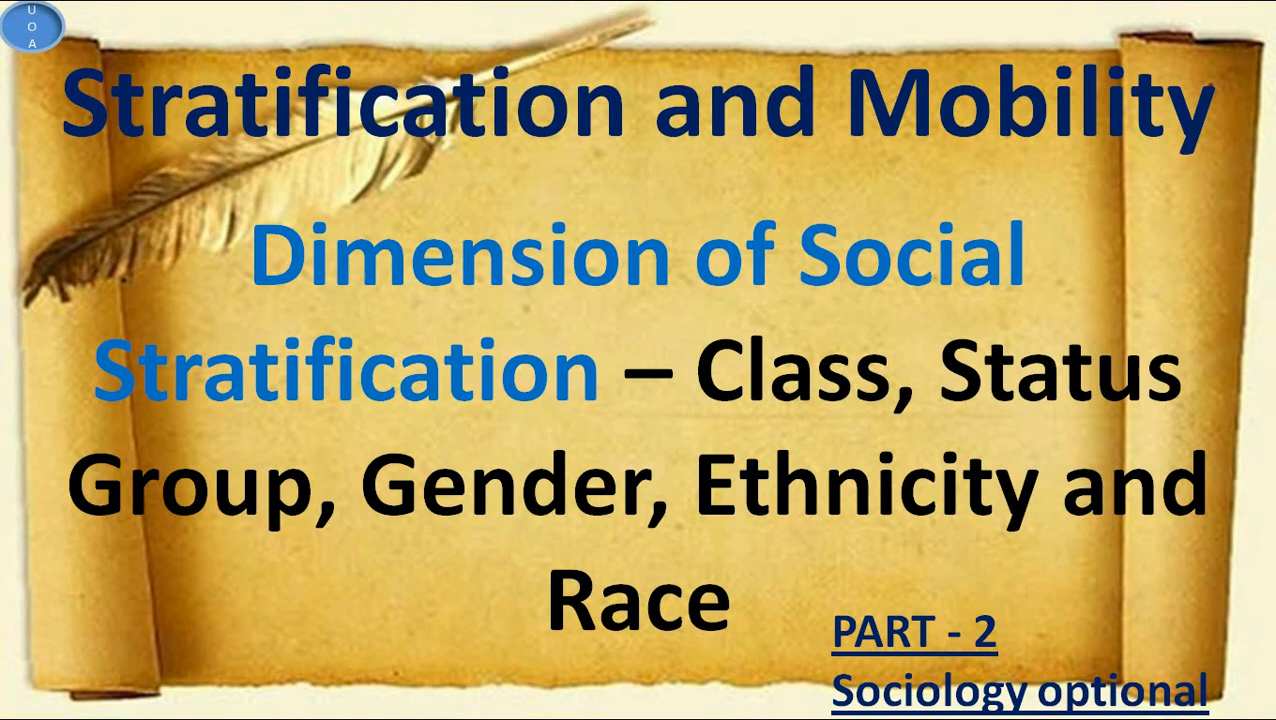 U
O
A
Stratification and Mobility
Dimension of Social
Stratification – Class, Status
Group, Gender, Ethnicity and
Race
PART - 2
Sociology optional